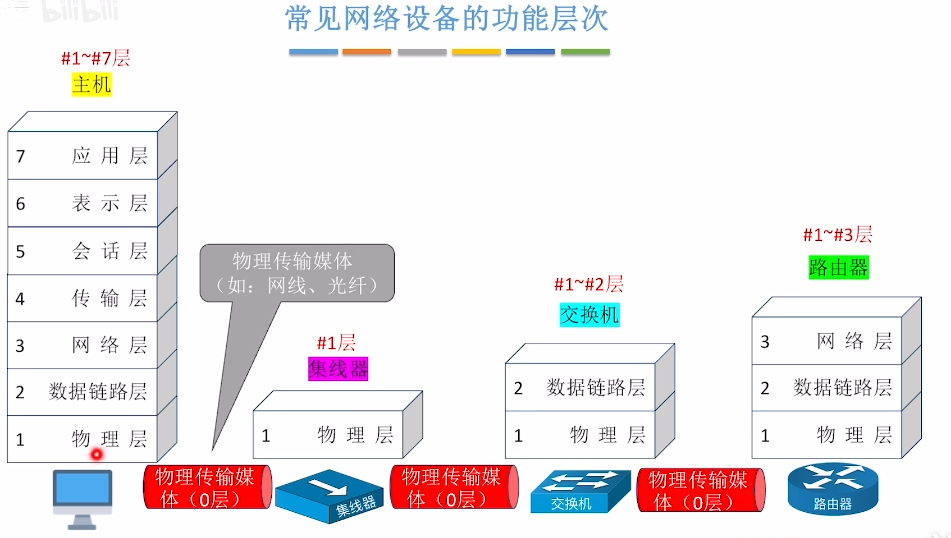 bilibili
常见网络设备的功能层次
#1~#7层
主机
7 应用层
6 表示层
5 会话层
4 传输层
3 网络层
2 数据链路层
1 物理层
物理传输媒体
（如：网线、光纤）
#1层
集线器
1 物理层
#1~#2层
交换机
2 数据链路层
1 物理层
#1~#3层
路由器
3 网络层
2 数据链路层
1 物理层
物理传输媒
体（0层）
集线器
物理传输媒
体（0层）
交换机
物理传输媒
体（0层）
路由器